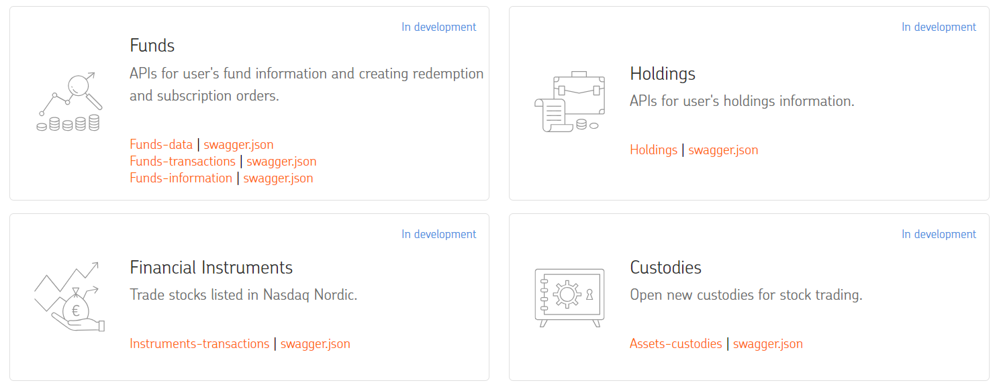 In development
Funds
APIs for user's fund information and creating redemption
and subscription orders.
Funds-data | swagger.json
Funds-transactions | swagger.json
Funds-information | swagger.json
In development
Holdings
APIs for user's holdings information.
Holdings | swagger.json
In development
Financial Instruments
Trade stocks listed in Nasdaq Nordic.
€
Instruments-transactions | swagger.json
In development
Custodies
Open new custodies for stock trading.
Assets-custodies | swagger.json